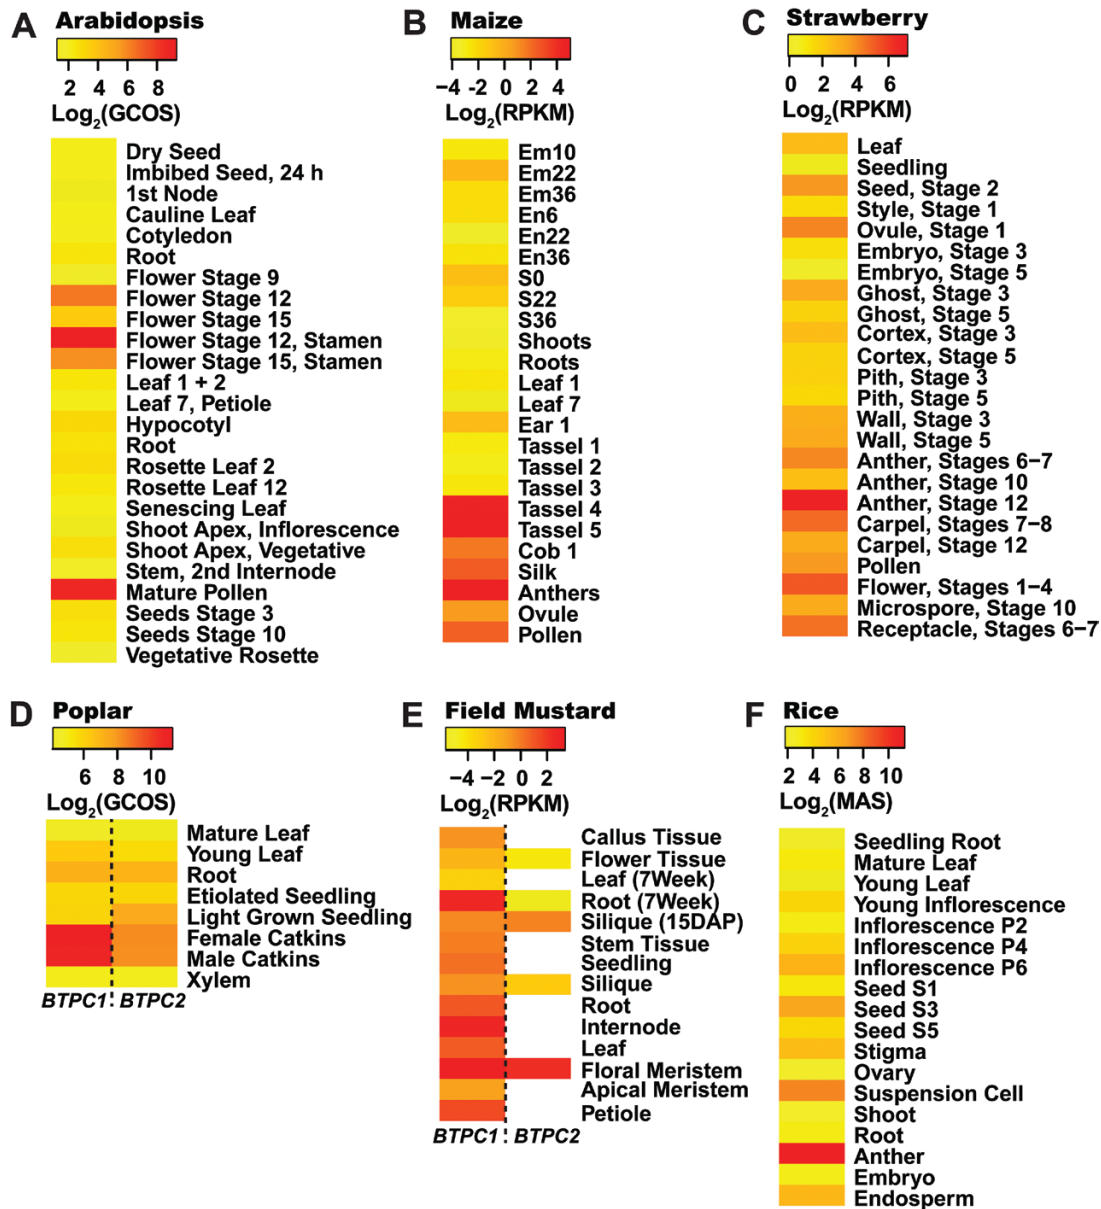 A Arabidopsis
2 4 6 8
Log2(GCOS)
Dry Seed
Imbibed Seed, 24 h
1st Node
Cauline Leaf
Cotyledon
Root
Flower Stage 9
Flower Stage 12
Flower Stage 15
Flower Stage 12, Stamen
Flower Stage 15, Stamen
Leaf 1 + 2
Leaf 7, Petiole
Hypocotyl
Root
Rosette Leaf 2
Rosette Leaf 12
Senescing Leaf
Shoot Apex, Inflorescence
Shoot Apex, Vegetative
Stem, 2nd Internode
Mature Pollen
Seeds Stage 3
Seeds Stage 10
Vegetative Rosette
B Maize
−4 -2 0 2 4
Log2(RPKM)
Em10
Em22
Em36
En6
En22
En36
S0
S22
S36
Shoots
Roots
Leaf 1
Leaf 7
Ear 1
Tassel 1
Tassel 2
Tassel 3
Tassel 4
Tassel 5
Cob 1
Silk
Anthers
Ovule
Pollen
C Strawberry
0 2 4 6
Log2(RPKM)
Leaf
Seedling
Seed, Stage 2
Style, Stage 1
Ovule, Stage 1
Embryo, Stage 3
Embryo, Stage 5
Ghost, Stage 3
Ghost, Stage 5
Cortex, Stage 3
Cortex, Stage 5
Pith, Stage 3
Pith, Stage 5
Wall, Stage 3
Wall, Stage 5
Anther, Stages 6−7
Anther, Stage 10
Anther, Stage 12
Carpel, Stages 7−8
Carpel, Stage 12
Pollen
Flower, Stages 1−4
Microspore, Stage 10
Receptacle, Stages 6−7
D Poplar
6 8 10
Log2(GCOS)
Mature Leaf
Young Leaf
Root
Etiolated Seedling
Light Grown Seedling
Female Catkins
Male Catkins
Xylem
BTPC1 BTPC2
E Field Mustard
−4 −2 0 2
Log2(RPKM)
Callus Tissue
Flower Tissue
Leaf (7Week)
Root (7Week)
Silique (15DAP)
Stem Tissue
Seedling
Silique
Root
Internode
Leaf
Floral Meristem
Apical Meristem
Petiole
BTPC1 BTPC2
F Rice
2 4 6 8 10
Log2(MAS)
Seedling Root
Mature Leaf
Young Leaf
Young Inflorescence
Inflorescence P2
Inflorescence P4
Inflorescence P6
Seed S1
Seed S3
Seed S5
Stigma
Ovary
Suspension Cell
Shoot
Root
Anther
Embryo
Endosperm